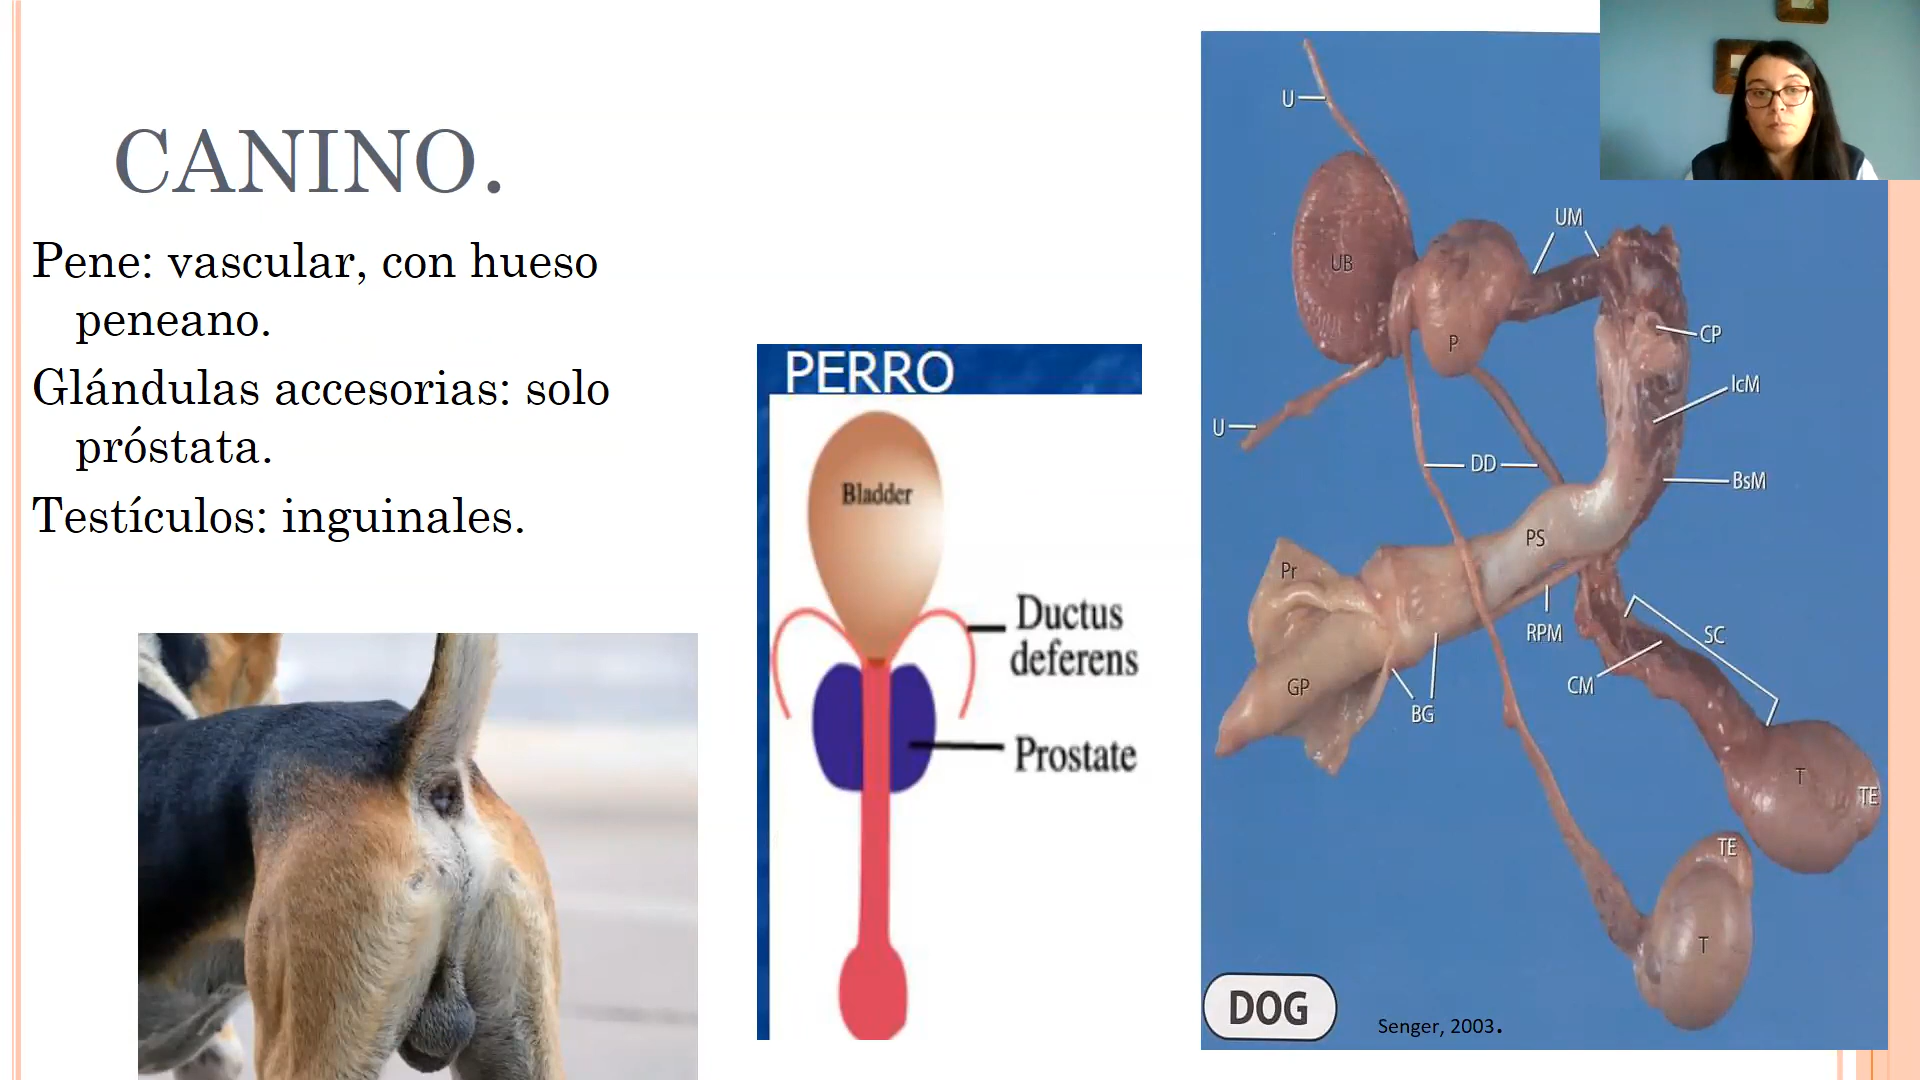 CANINO.
Pene: vascular, con hueso
peneano.
Glándulas accesorias: solo
próstata.
Testículos: inguinales.
PERRO
Bladder
Ductus
deferens
Prostate
U
UM
UB
P
CP
IcM
U
DD
BsM
PS
Pr
RPM
SC
GP
CM
BG
T
TE
TE
T
DOG
Senger, 2003.